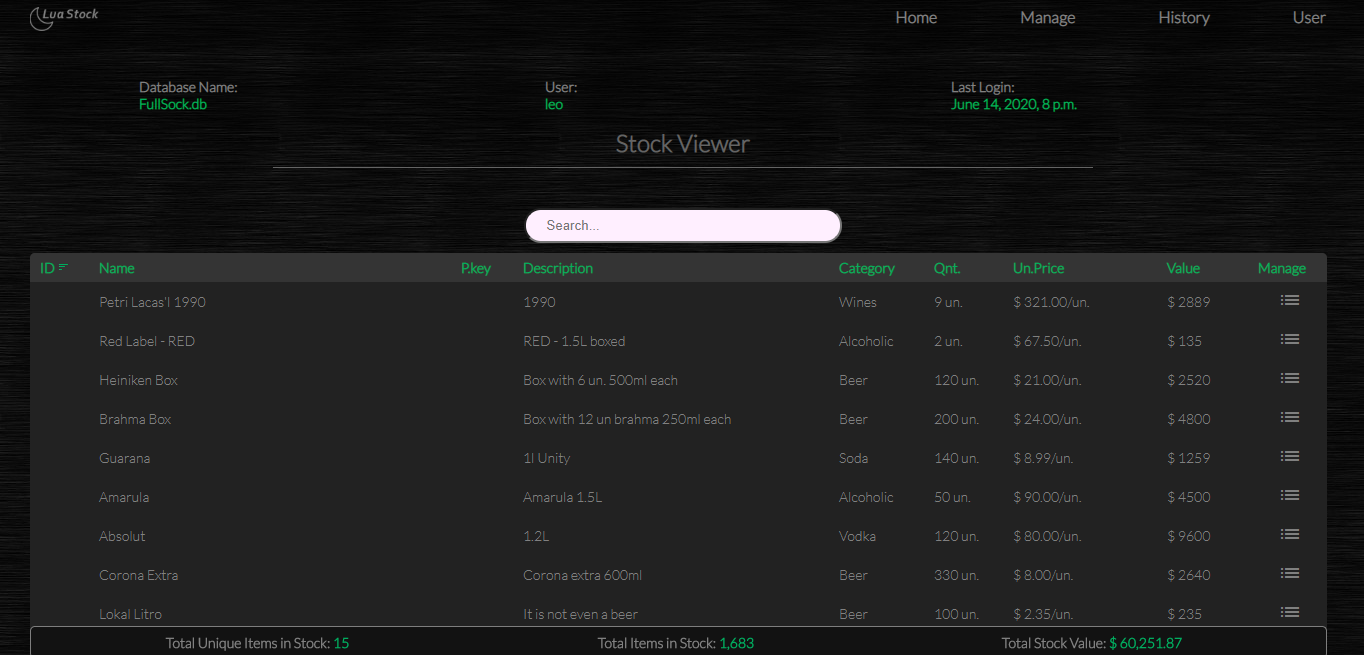 Lua Stock Home Manage History User
Database Name: User: Last Login:
FullSock.db leo June 14, 2020, 8 p.m.
Stock Viewer
Search...
ID Name P.key Description Category Qnt. Un.Price Value Manage
Petri Lacas'l 1990 1990 Wines 9 un. $ 321.00/un. $ 2889
Red Label - RED RED - 1.5L boxed Alcoholic 2 un. $ 67.50/un. $ 135
Heiniken Box Box with 6 un. 500ml each Beer 120 un. $ 21.00/un. $ 2520
Brahma Box Box with 12 un brahma 250ml each Beer 200 un. $ 24.00/un. $ 4800
Guarana 1l Unity Soda 140 un. $ 8.99/un. $ 1259
Amarula Amarula 1.5L Alcoholic 50 un. $ 90.00/un. $ 4500
Absolut 1.2L Vodka 120 un. $ 80.00/un. $ 9600
Corona Extra Corona extra 600ml Beer 330 un. $ 8.00/un. $ 2640
Lokal Litro It is not even a beer Beer 100 un. $ 2.35/un. $ 235
Total Unique Items in Stock: 15 Total Items in Stock: 1,683 Total Stock Value: $ 60,251.87